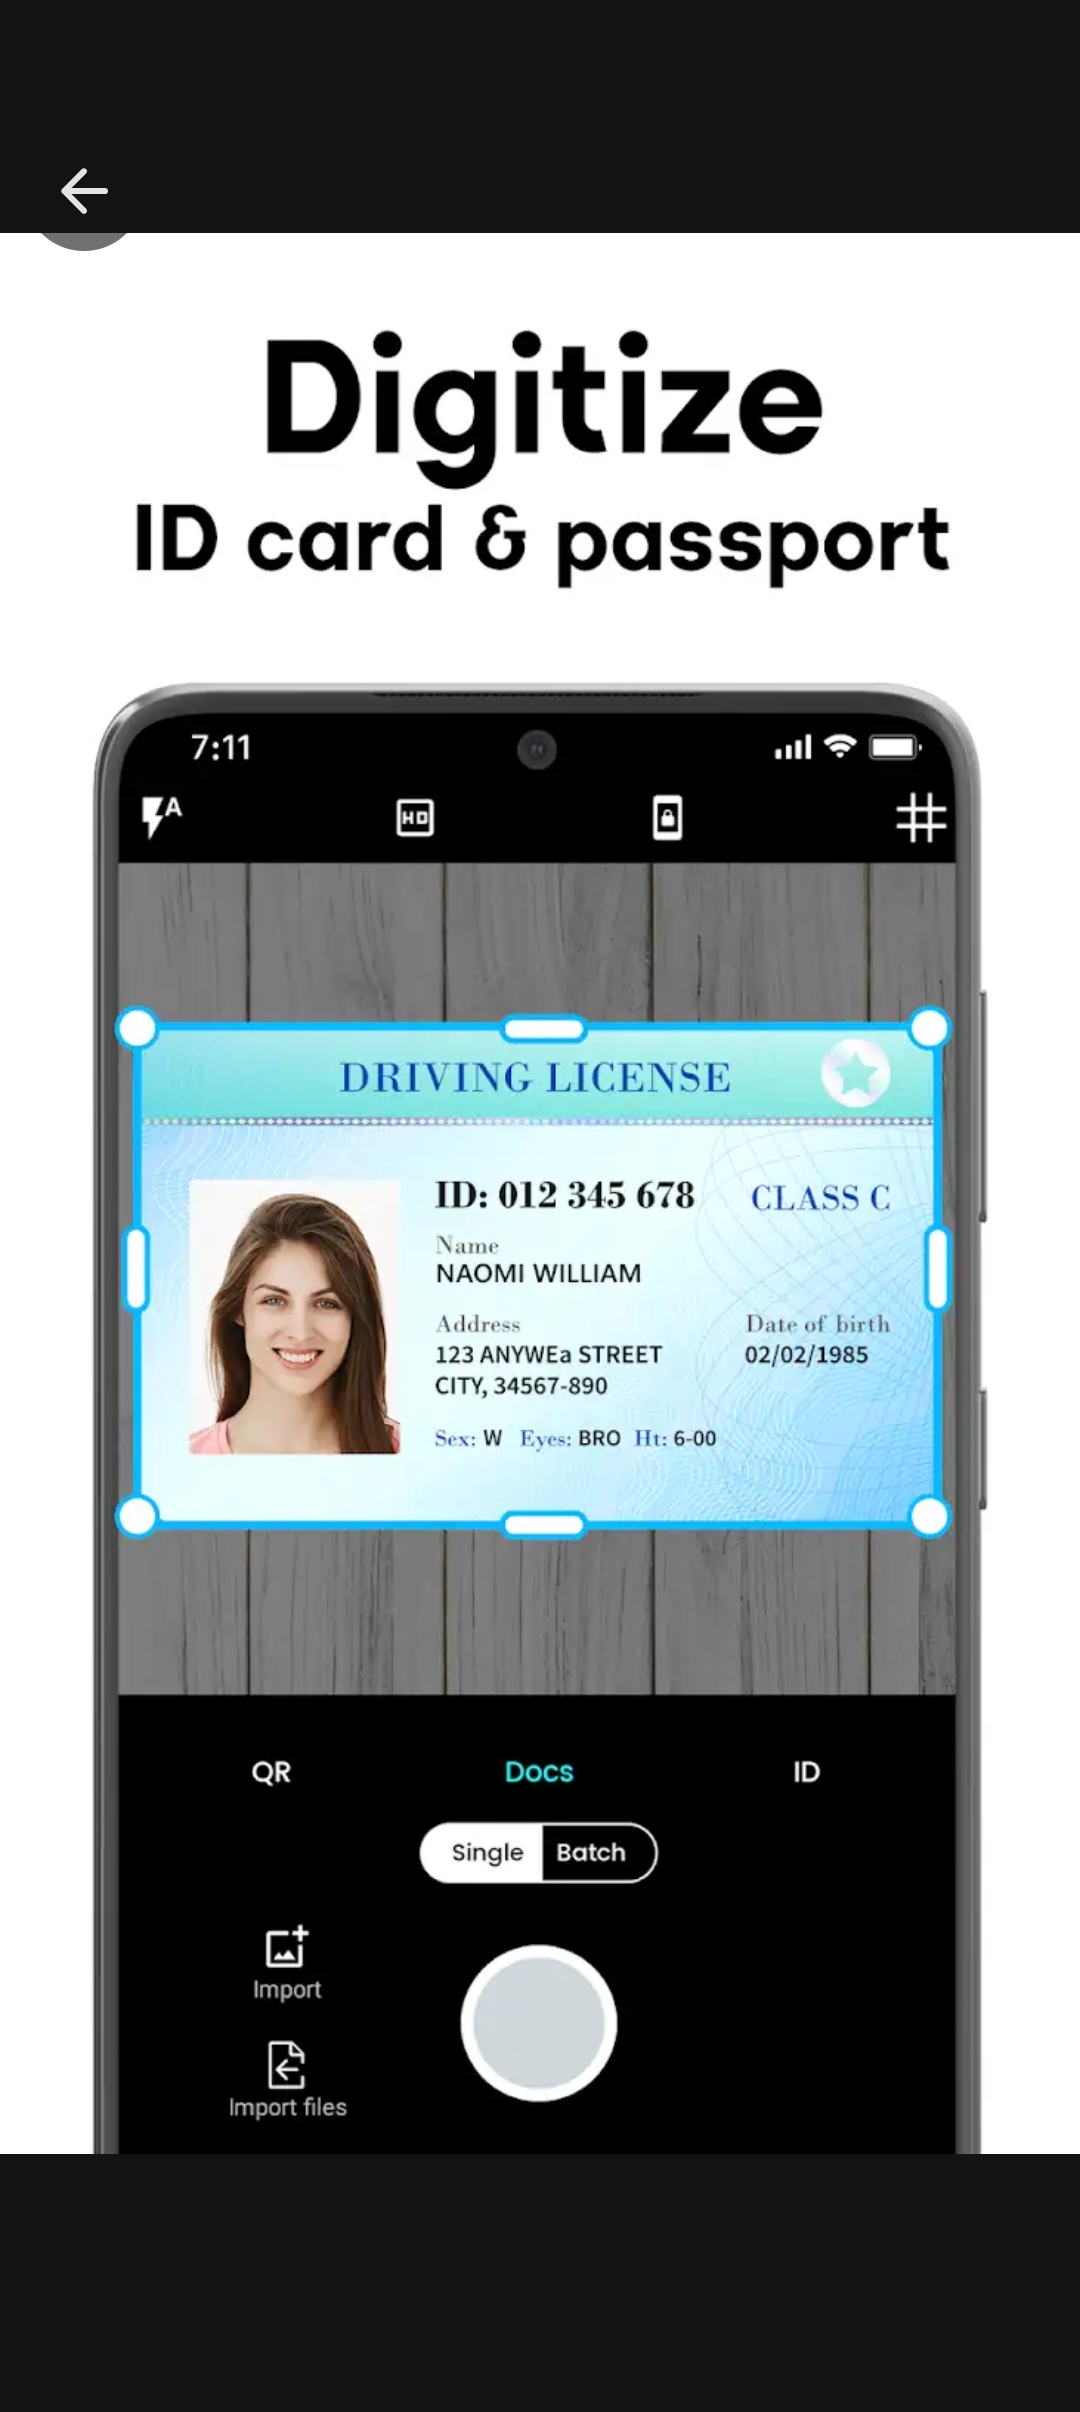 Digitize
ID card & passport
7:11
A
HD
DRIVING LICENSE
ID: 012 345 678 CLASS C
Name
NAOMI WILLIAM
Address Date of birth
123 ANYWEa STREET 02/02/1985
CITY, 34567-890
Sex: W Eyes: BRO Ht: 6-00
QR Docs ID
Single Batch
Import
Import files